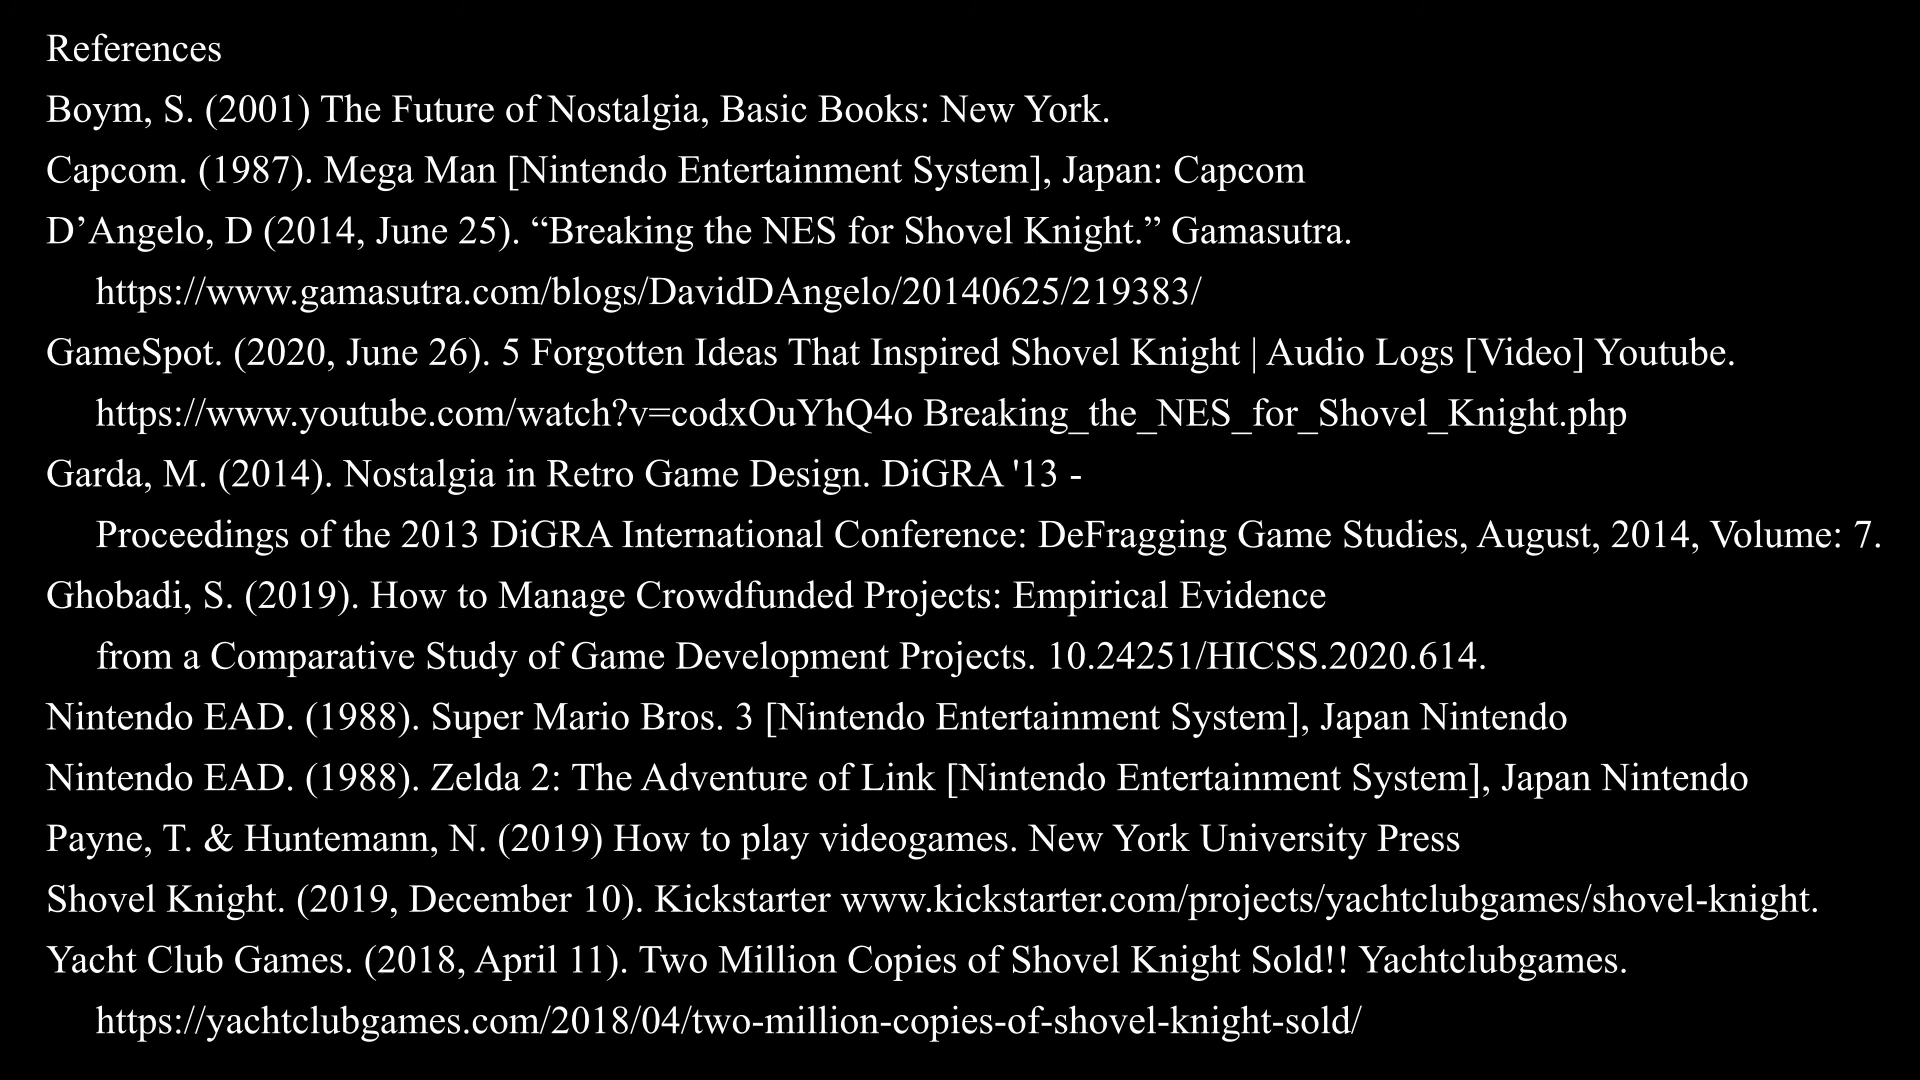 References
Boym, S. (2001) The Future of Nostalgia, Basic Books: New York.
Capcom. (1987). Mega Man [Nintendo Entertainment System], Japan: Capcom
D’Angelo, D (2014, June 25). “Breaking the NES for Shovel Knight.” Gamasutra.
https://www.gamasutra.com/blogs/DavidDAngelo/20140625/219383/
GameSpot. (2020, June 26). 5 Forgotten Ideas That Inspired Shovel Knight | Audio Logs [Video] Youtube.
https://www.youtube.com/watch?v=codxOuYhQ4o Breaking_the_NES_for_Shovel_Knight.php
Garda, M. (2014). Nostalgia in Retro Game Design. DiGRA '13 -
Proceedings of the 2013 DiGRA International Conference: DeFragging Game Studies, August, 2014, Volume: 7.
Ghobadi, S. (2019). How to Manage Crowdfunded Projects: Empirical Evidence
from a Comparative Study of Game Development Projects. 10.24251/HICSS.2020.614.
Nintendo EAD. (1988). Super Mario Bros. 3 [Nintendo Entertainment System], Japan Nintendo
Nintendo EAD. (1988). Zelda 2: The Adventure of Link [Nintendo Entertainment System], Japan Nintendo
Payne, T. & Huntemann, N. (2019) How to play videogames. New York University Press
Shovel Knight. (2019, December 10). Kickstarter www.kickstarter.com/projects/yachtclubgames/shovel-knight.
Yacht Club Games. (2018, April 11). Two Million Copies of Shovel Knight Sold!! Yachtclubgames.
https://yachtclubgames.com/2018/04/two-million-copies-of-shovel-knight-sold/